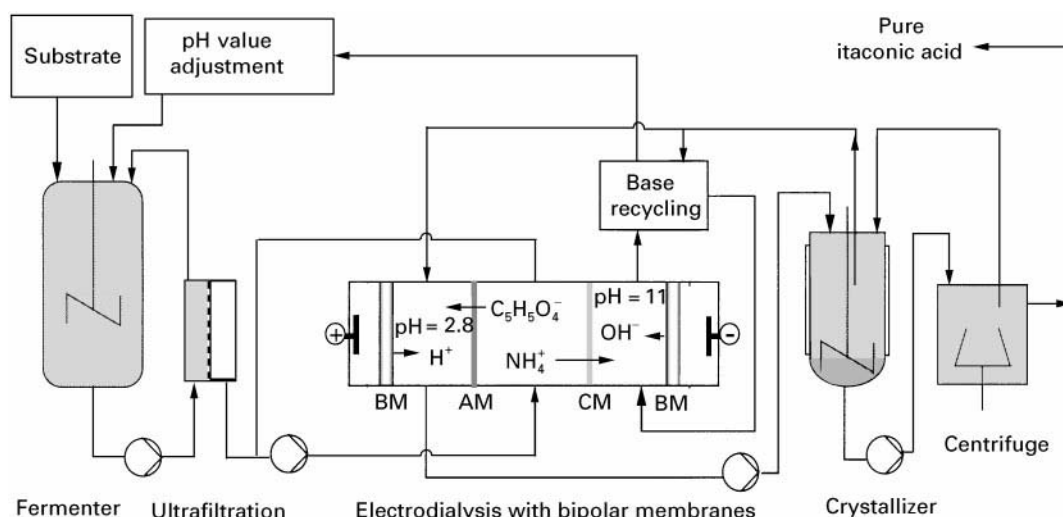 Substrate
pH value
adjustment
Pure
itaconic acid
Base
recycling
C₅H₅O₄⁻
pH = 11
pH = 2.8
OH⁻
+
H⁺
NH₄⁺
−
BM
AM
CM
BM
Centrifuge
Fermenter
Ultrafiltration
Electrodialysis with bipolar membranes
Crystallizer